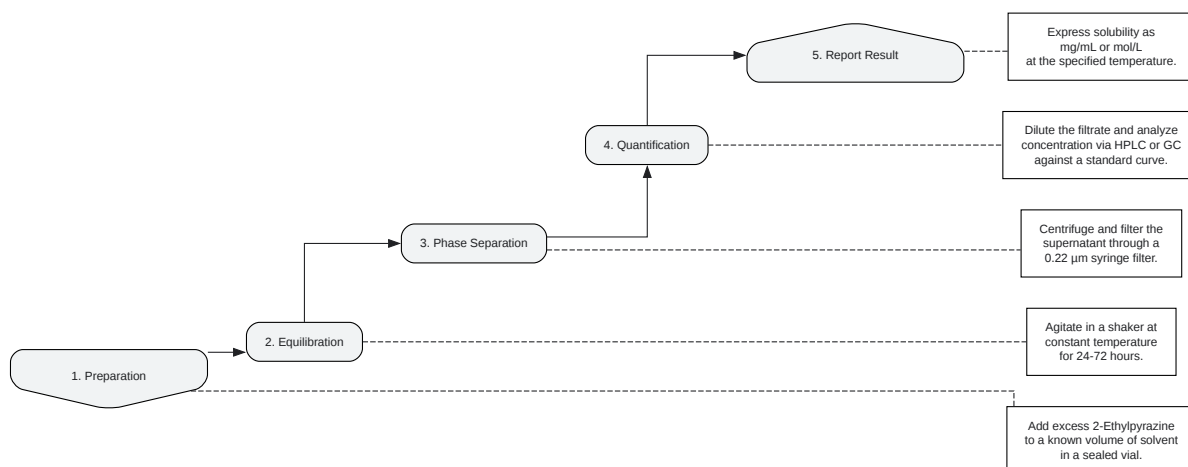 Express solubility as
mg/mL or mol/L
at the specified temperature.
5. Report Result
Dilute the filtrate and analyze
concentration via HPLC or GC
against a standard curve.
4. Quantification
Centrifuge and filter the
supernatant through a
0.22 µm syringe filter.
3. Phase Separation
Agitate in a shaker at
constant temperature
for 24-72 hours.
2. Equilibration
1. Preparation
Add excess 2-Ethylpyrazine
to a known volume of solvent
in a sealed vial.